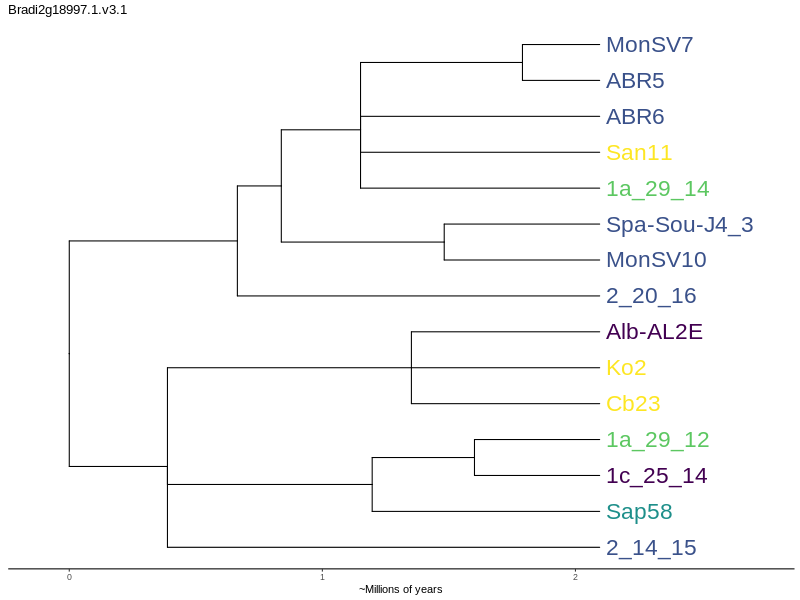 Bradi2g18997.1.v3.1
MonSV7
ABR5
ABR6
San11
1a_29_14
Spa-Sou-J4_3
MonSV10
2_20_16
Alb-AL2E
Ko2
Cb23
1a_29_12
1c_25_14
Sap58
2_14_15
0 1 2
~Millions of years